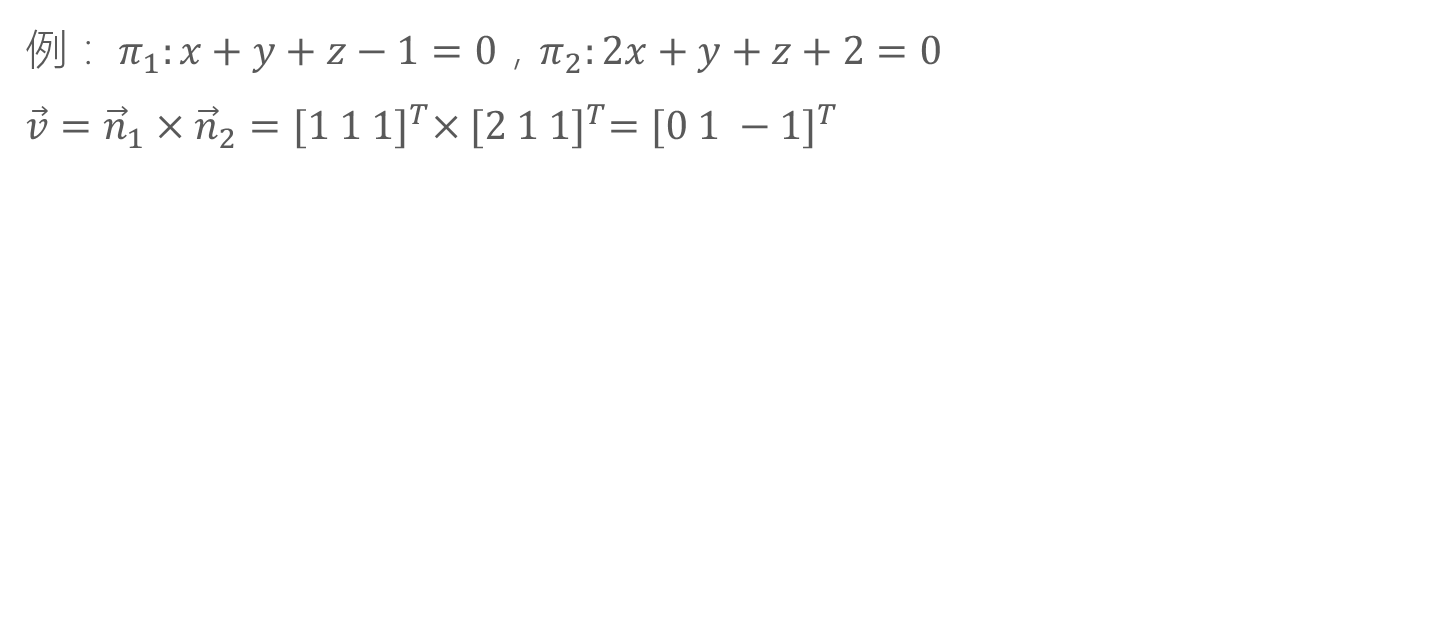 例：π₁: x + y + z − 1 = 0 , π₂: 2x + y + z + 2 = 0
v⃗ = n⃗₁ × n⃗₂ = [1 1 1]ᵀ × [2 1 1]ᵀ = [0 1 − 1]ᵀ